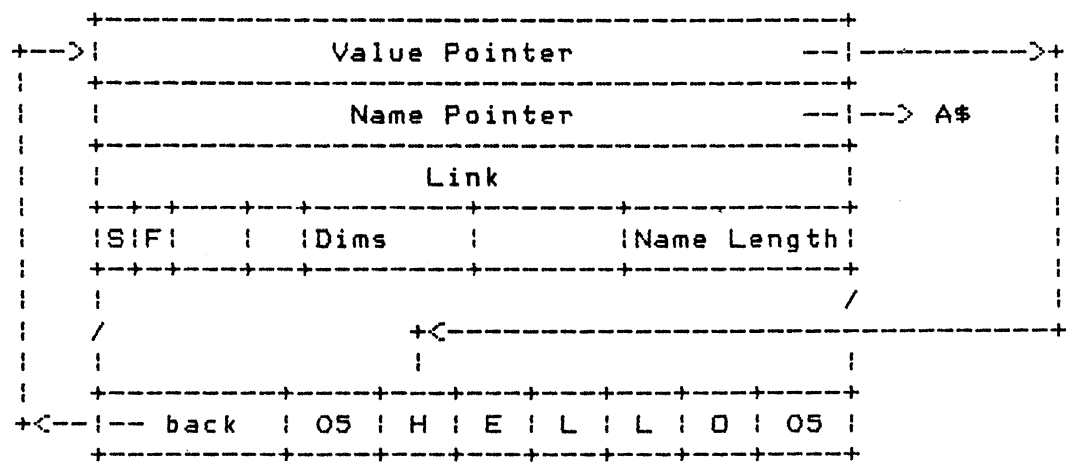 Value Pointer
Name Pointer --> A$
Link
S F Dims Name Length
back 05 H E L L O 05